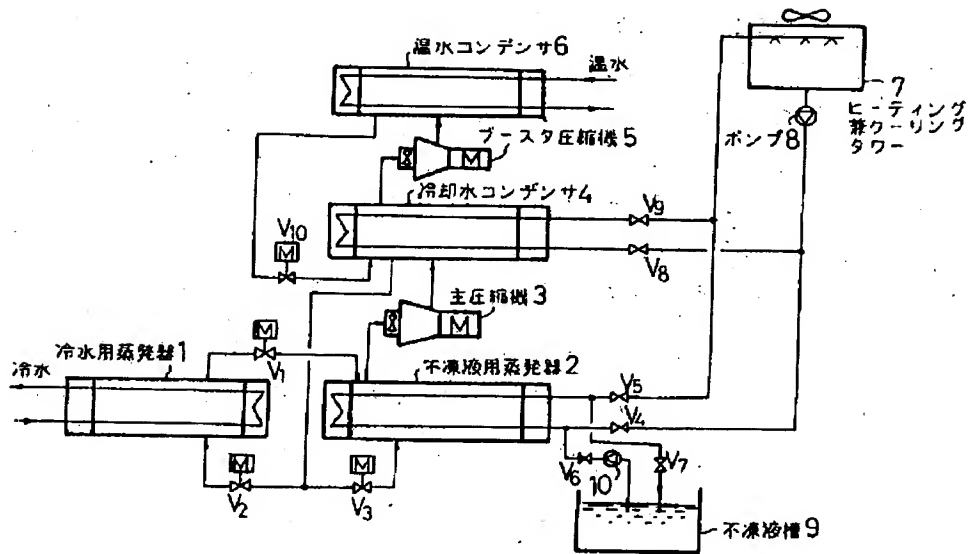 温水コンデンサ6
温水
7
ヒーティング
兼クーリング
タワー
ポンプ8
ブースタ圧縮機5
冷却水コンデンサ4
V9
V10
M
M
V8
主圧縮機3
M
M
冷水用蒸発器1
V1
不凍液用蒸発器2
冷水
V5
V4
V6
V7
10
M
M
V2
V3
不凍液槽9